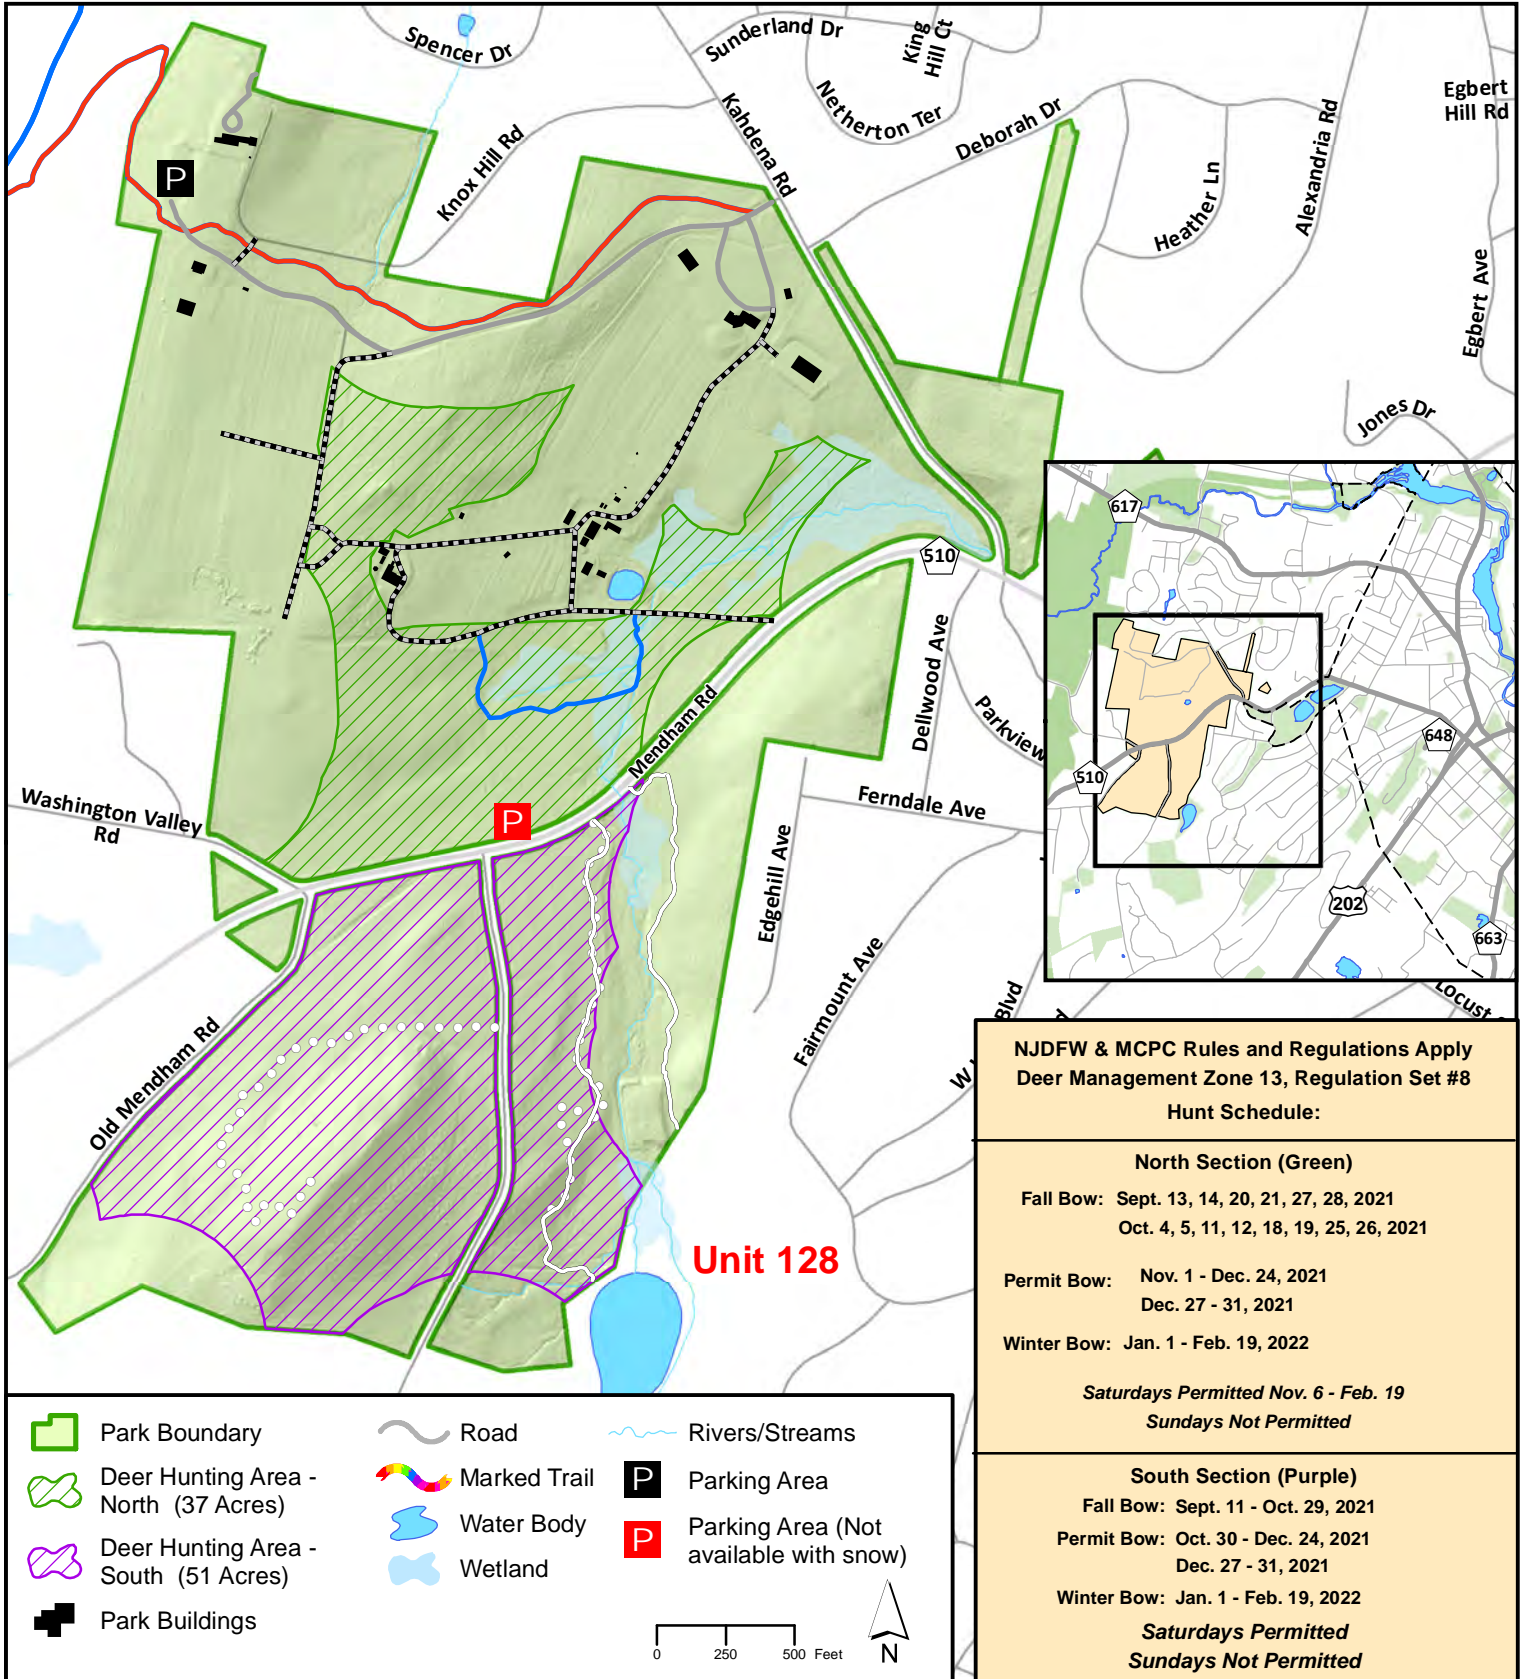 Spencer Dr
Sunderland Dr
King
Hill Ct
Netherton Ter
Kahdena Rd
Knox Hill Rd
Deborah Dr
Heather Ln
Alexandria Rd
Egbert
Hill Rd
Egbert Ave
Jones Dr
P
510
Dellwood Ave
Parkview
Mendham Rd
Washington Valley
Rd
P
Ferndale Ave
Edgehill Ave
Fairmount Ave
Old Mendham Rd
Blvd
W
Locust
617
510
648
202
663
Unit 128
NJDFW & MCPC Rules and Regulations Apply
Deer Management Zone 13, Regulation Set #8
Hunt Schedule:
North Section (Green)
Fall Bow: Sept. 13, 14, 20, 21, 27, 28, 2021
Oct. 4, 5, 11, 12, 18, 19, 25, 26, 2021
Permit Bow: Nov. 1 - Dec. 24, 2021
Dec. 27 - 31, 2021
Winter Bow: Jan. 1 - Feb. 19, 2022
Saturdays Permitted Nov. 6 - Feb. 19
Sundays Not Permitted
South Section (Purple)
Fall Bow: Sept. 11 - Oct. 29, 2021
Permit Bow: Oct. 30 - Dec. 24, 2021
Dec. 27 - 31, 2021
Winter Bow: Jan. 1 - Feb. 19, 2022
Saturdays Permitted
Sundays Not Permitted
Park Boundary
Deer Hunting Area -
North (37 Acres)
Deer Hunting Area -
South (51 Acres)
Park Buildings
Road
Marked Trail
Water Body
Wetland
Rivers/Streams
P Parking Area
P Parking Area (Not
available with snow)
0 250 500 Feet
N